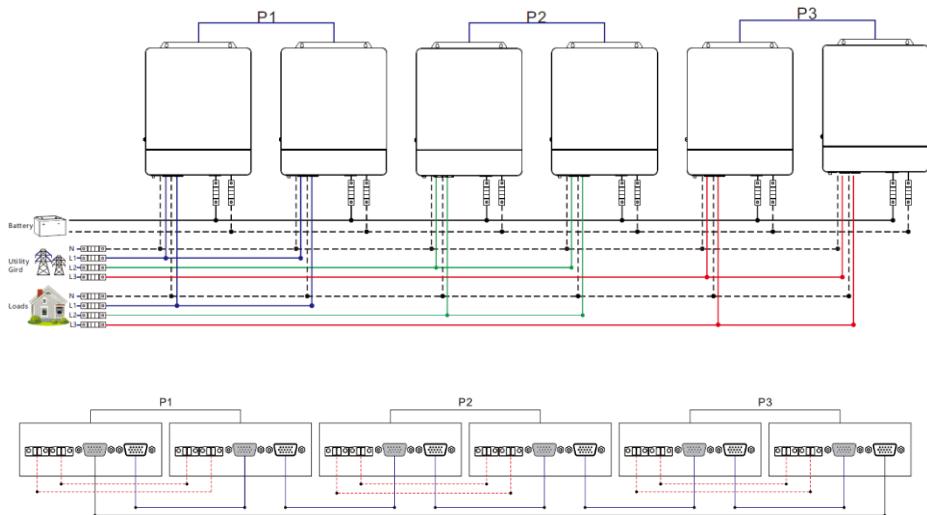 P1 P2 P3
Battery
N
Utility
Gird
L1
L2
L3
N
Loads
L1
L2
L3
P1 P2 P3